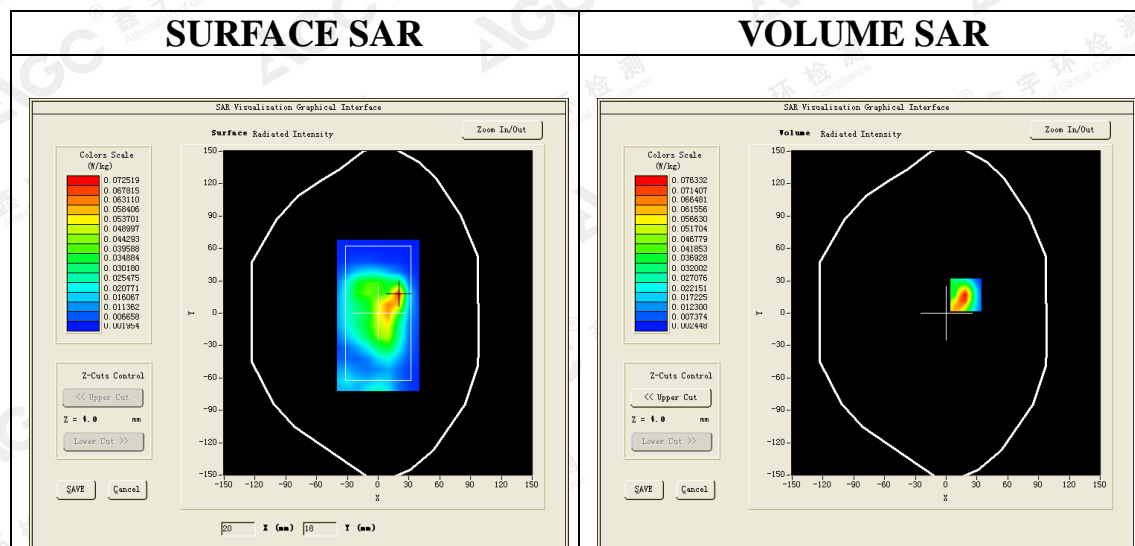 SURFACE SAR
VOLUME SAR
SAR Visualisation Graphical Interface
Surface Radiated Intensity
Zoom In/Out
Colors Scale
(W/kg)
0.072519
0.067815
0.063110
0.058406
0.053701
0.048997
0.044293
0.039588
0.034884
0.030180
0.025475
0.020771
0.016067
0.011362
0.006658
0.001954
150
120
90
60
30
0
-30
-60
-90
-120
-150
Y
-150 -120 -90 -60 -30 0 30 60 90 120 150
X
Z-Cuts Control
<< Upper Cut
Z = 4.0 mm
Lower Cut >>
SAVE
Cancel
20 X (mm) 18 Y (mm)
SAR Visualisation Graphical Interface
Volume Radiated Intensity
Zoom In/Out
Colors Scale
(W/kg)
0.076332
0.071407
0.066481
0.061556
0.056630
0.051704
0.046779
0.041853
0.036928
0.032002
0.027076
0.022151
0.017225
0.012300
0.007374
0.002448
150
120
90
60
30
0
-30
-60
-90
-120
-150
Y
-150 -120 -90 -60 -30 0 30 60 90 120 150
X
Z-Cuts Control
<< Upper Cut
Z = 4.0 mm
Lower Cut >>
SAVE
Cancel